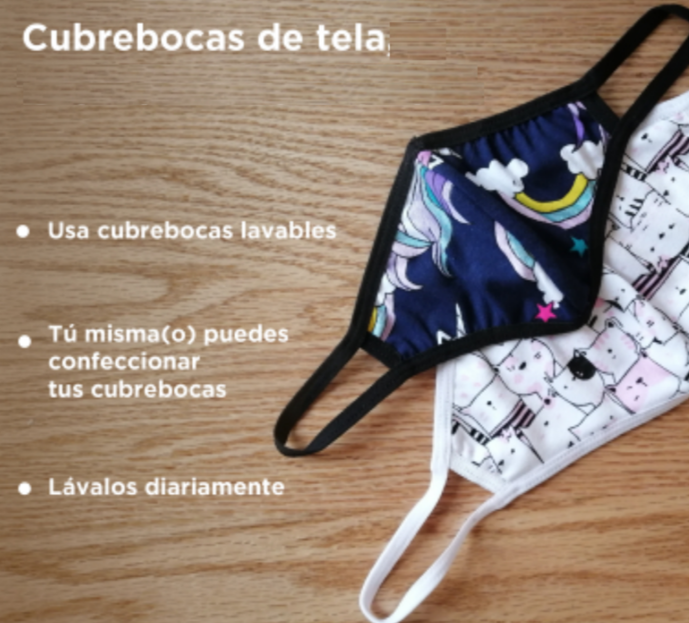 Cubrebocas de tela
Usa cubrebocas lavables
Tú misma(o) puedes
confeccionar
tus cubrebocas
Lávalos diariamente